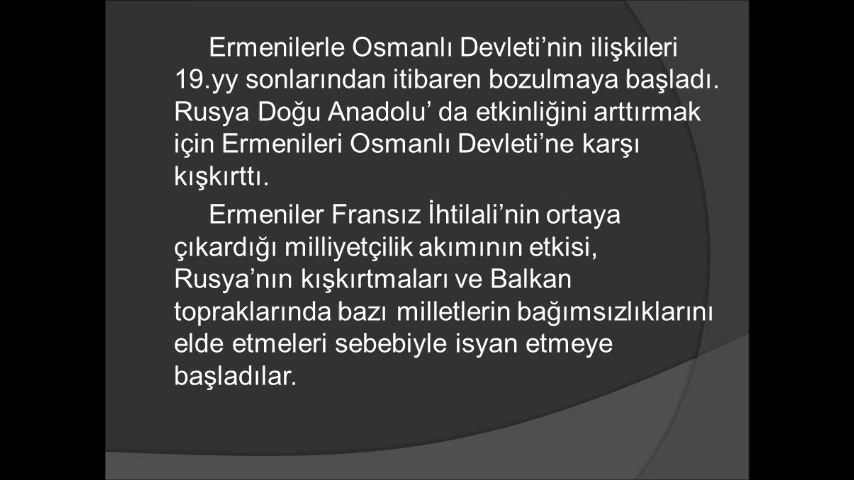 Ermenilerle Osmanlı Devleti’nin ilişkileri
19.yy sonlarından itibaren bozulmaya başladı.
Rusya Doğu Anadolu’ da etkinliğini arttırmak
için Ermenileri Osmanlı Devleti’ne karşı
kışkırttı.
Ermeniler Fransız İhtilali’nin ortaya
çıkardığı milliyetçilik akımının etkisi,
Rusya’nın kışkırtmaları ve Balkan
topraklarında bazı milletlerin bağımsızlıklarını
elde etmeleri sebebiyle isyan etmeye
başladılar.